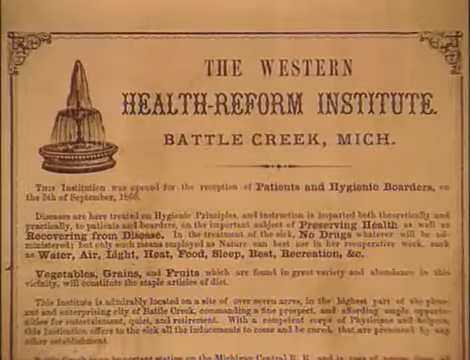 THE WESTERN
HEALTH-REFORM INSTITUTE.
BATTLE CREEK, MICH.
This Institution was opened for the reception of Patients and Hygienic Boarders, on
the 5th of September, 1866.
Diseases are here treated on Hygienic Principles, and instruction is imparted both theoretically and
practically, to patients and boarders, on the important subject of Preserving Health as well as
Recovering from Disease. In the treatment of the sick, No Drugs whatever will be ad-
ministered; but only such means employed as Nature can best use in her recuperative work, such
as Water, Air, Light, Heat, Food, Sleep, Rest, Recreation, &c.
Vegetables, Grains, and Fruits which are found in great variety and abundance in this
vicinity, will constitute the staple articles of diet.
This Institute is admirably located on a site of over seven acres, in the highest part of the pleas-
ant and enterprising city of Battle Creek, commanding a fine prospect, and affording ample opportu-
nities for entertainment, quiet, and retirement. With a competent corps of Physicians and helpers
this Institution offers to the sick all the inducements to come and be cured, that are presented by any
other establishment.
important station on the Michigan Central R. R.